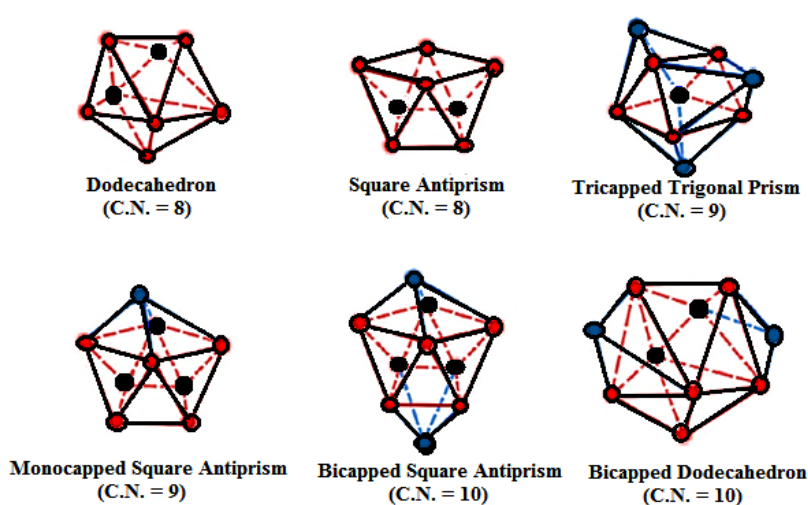 Dodecahedron
(C.N. = 8)
Square Antiprism
(C.N. = 8)
Tricapped Trigonal Prism
(C.N. = 9)
Monocapped Square Antiprism
(C.N. = 9)
Bicapped Square Antiprism
(C.N. = 10)
Bicapped Dodecahedron
(C.N. = 10)